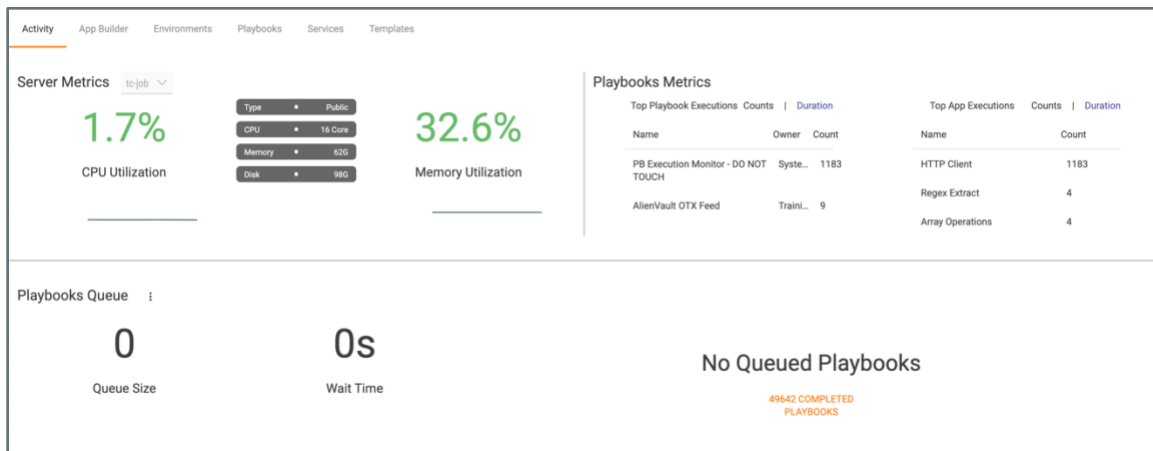 Activity App Builder Environments Playbooks Services Templates
Server Metrics tc-job
1.7%
CPU Utilization
Type • Public
CPU • 16 Core
Memory • 62G
Disk • 98G
32.6%
Memory Utilization
Playbooks Metrics
Top Playbook Executions Counts | Duration
Name Owner Count
PB Execution Monitor - DO NOT Syste... 1183
TOUCH
AlienVault OTX Feed Traini... 9
Top App Executions Counts | Duration
Name Count
HTTP Client 1183
Regex Extract 4
Array Operations 4
Playbooks Queue
0
Queue Size
0s
Wait Time
No Queued Playbooks
49642 COMPLETED
PLAYBOOKS